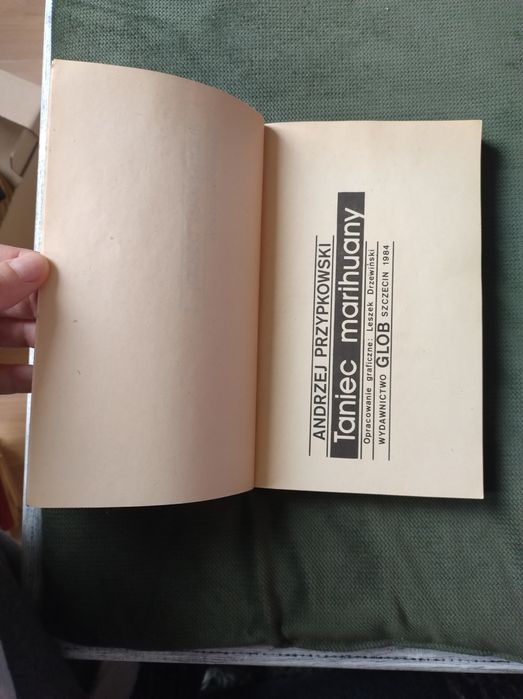 ANDRZEJ PRZYPKOWSKI
Taniec marihuany
Opracowanie graficzne: Leszek Drzewiński
WYDAWNICTWO GLOB SZCZECIN 1984